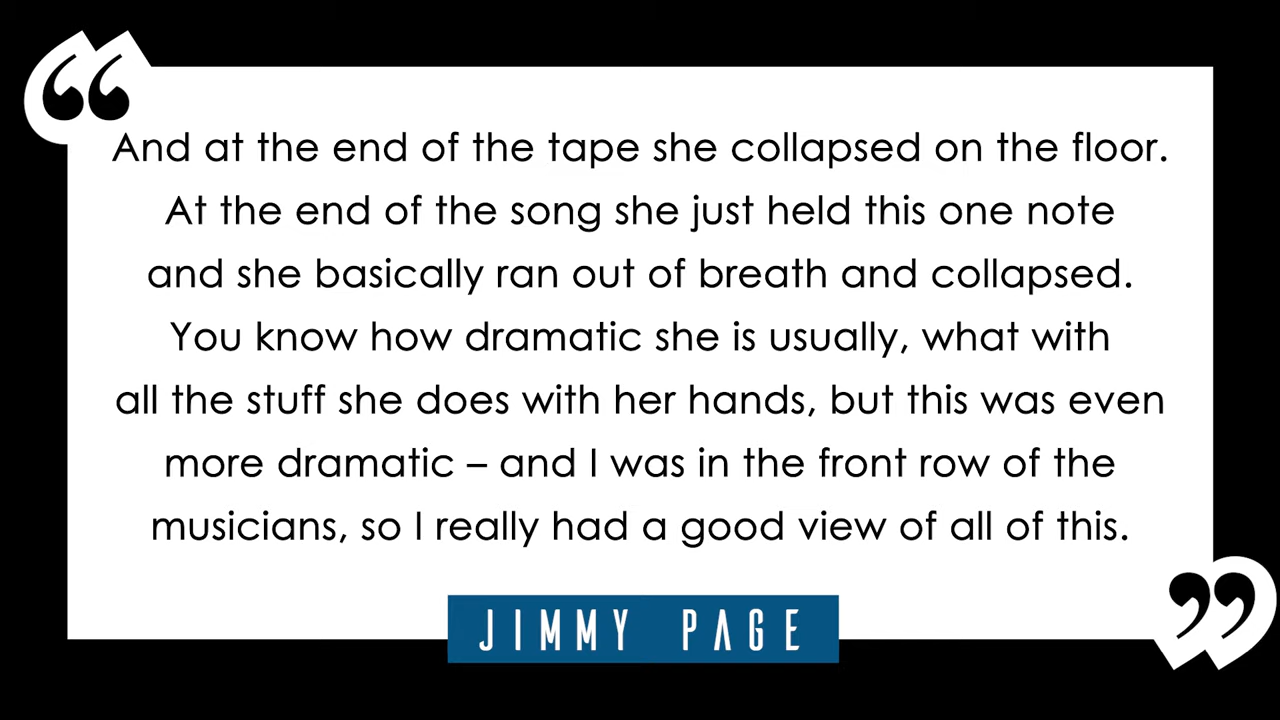 “
And at the end of the tape she collapsed on the floor.
At the end of the song she just held this one note
and she basically ran out of breath and collapsed.
You know how dramatic she is usually, what with
all the stuff she does with her hands, but this was even
more dramatic – and I was in the front row of the
musicians, so I really had a good view of all of this.
”
JIMMY PAGE